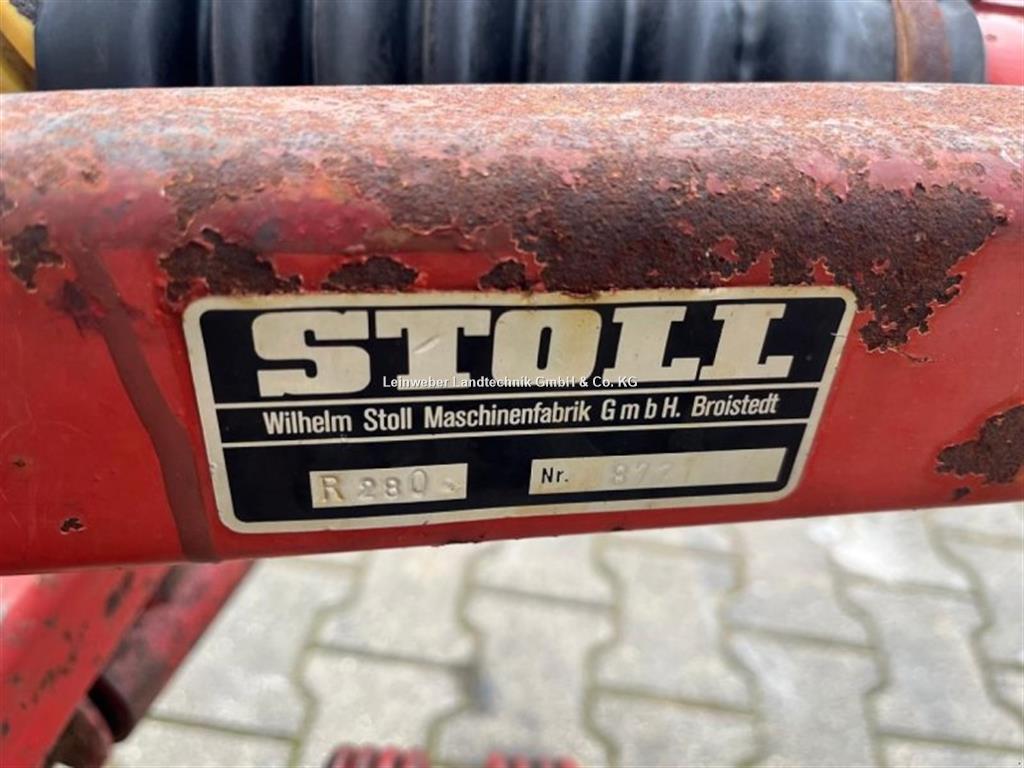 STOLL
Leinweber Landtechnik GmbH & Co. KG
Wilhelm Stoll Maschinenfabrik GmbH. Broistedt
R 280 Nr.